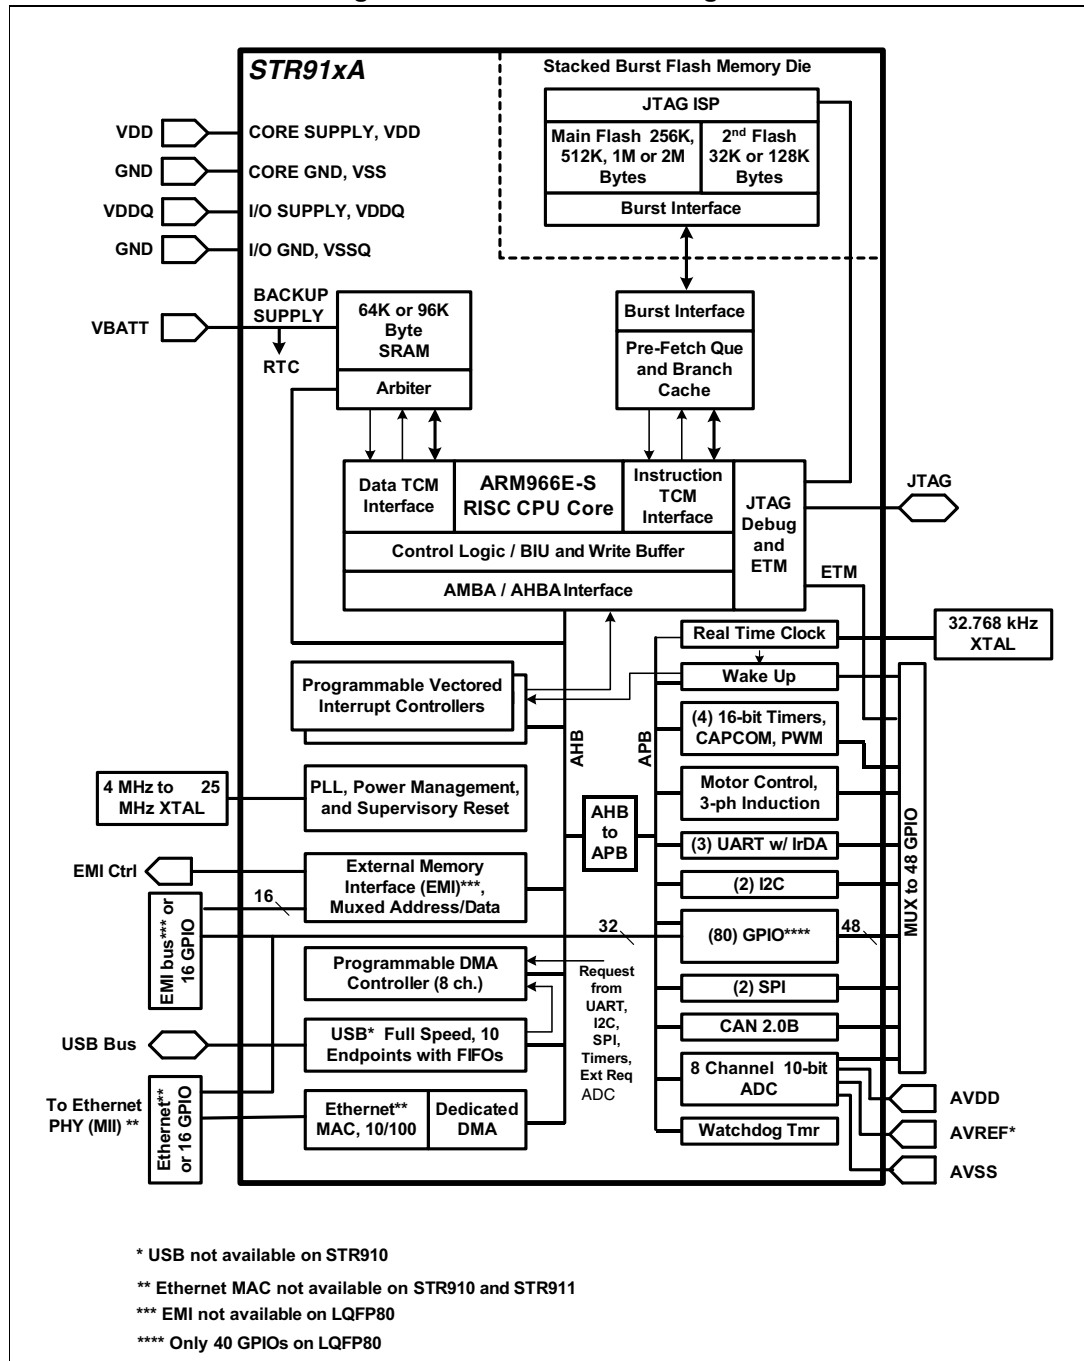 STR91xA
Stacked Burst Flash Memory Die
JTAG ISP
Main Flash 256K,
512K, 1M or 2M
Bytes
2nd Flash
32K or 128K
Bytes
Burst Interface
VDD
CORE SUPPLY, VDD
GND
CORE GND, VSS
VDDQ
I/O SUPPLY, VDDQ
GND
I/O GND, VSSQ
VBATT
BACKUP
SUPPLY
RTC
64K or 96K
Byte
SRAM
Arbiter
Burst Interface
Pre-Fetch Que
and Branch
Cache
Data TCM
Interface
ARM966E-S
RISC CPU Core
Instruction
TCM
Interface
JTAG
Debug
and
ETM
JTAG
Control Logic / BIU and Write Buffer
AMBA / AHBA Interface
ETM
Real Time Clock
32.768 kHz
XTAL
Wake Up
Programmable Vectored
Interrupt Controllers
AHB
APB
(4) 16-bit Timers,
CAPCOM, PWM
4 MHz to 25
MHz XTAL
PLL, Power Management,
and Supervisory Reset
Motor Control,
3-ph Induction
AHB
to
APB
(3) UART w/ IrDA
MUX to 48 GPIO
EMI Ctrl
External Memory
Interface (EMI)***,
Muxed Address/Data
16
(2) I2C
EMI bus*** or
16 GPIO
32
(80) GPIO****
48
Programmable DMA
Controller (8 ch.)
Request
from
UART,
I2C,
SPI,
Timers,
Ext Req
ADC
(2) SPI
USB Bus
USB* Full Speed, 10
Endpoints with FIFOs
CAN 2.0B
8 Channel 10-bit
ADC
To Ethernet
PHY (MII) **
Ethernet**
or 16 GPIO
Ethernet**
MAC, 10/100
Dedicated
DMA
Watchdog Tmr
AVDD
AVREF*
AVSS
* USB not available on STR910
** Ethernet MAC not available on STR910 and STR911
*** EMI not available on LQFP80
**** Only 40 GPIOs on LQFP80